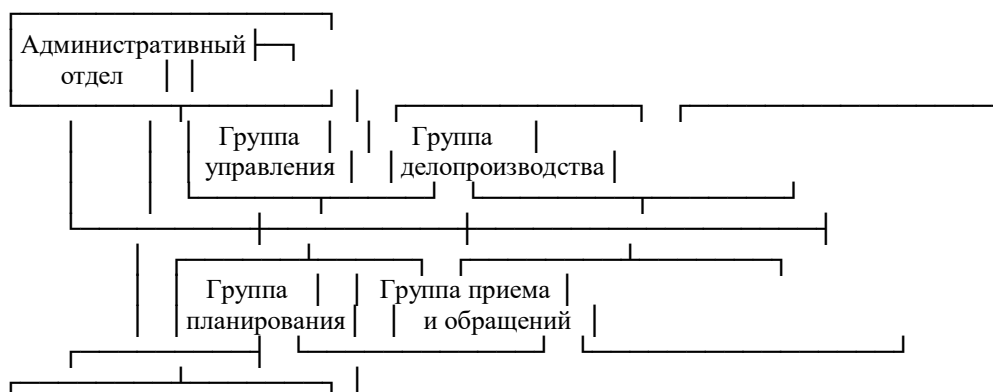 Административный
отдел
Группа Группа
управления делопроизводства
Группа Группа приема
планирования и обращений